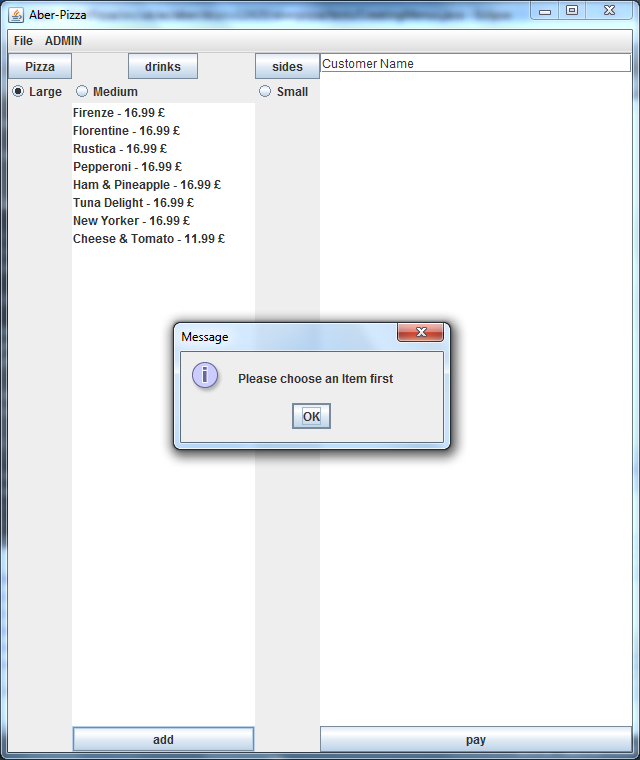 Aber-Pizza
File ADMIN
Pizza drinks sides Customer Name
Large Medium Small
Firenze - 16.99 £
Florentine - 16.99 £
Rustica - 16.99 £
Pepperoni - 16.99 £
Ham & Pineapple - 16.99 £
Tuna Delight - 16.99 £
New Yorker - 16.99 £
Cheese & Tomato - 11.99 £
Message
Please choose an Item first
OK
add pay